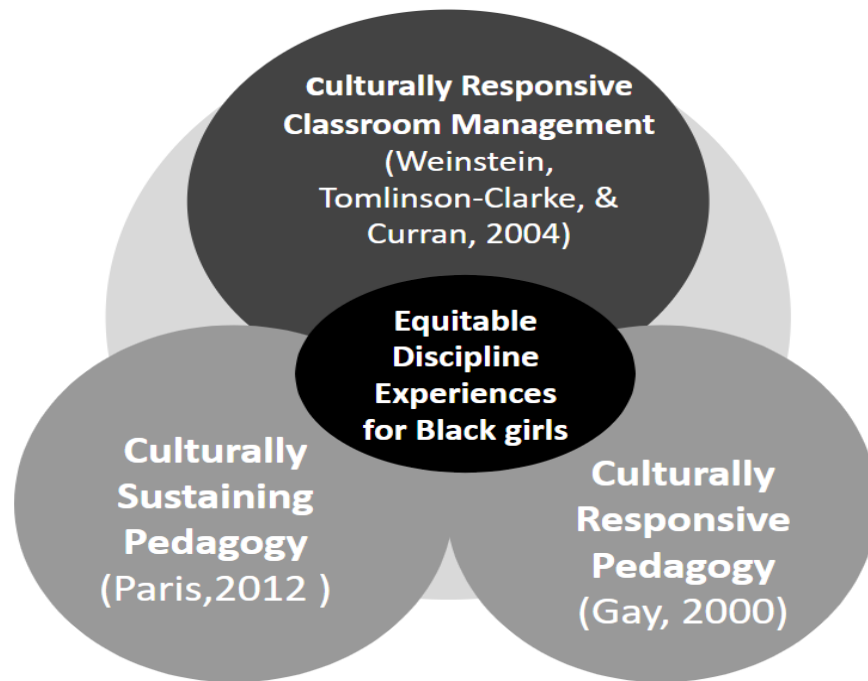 culturally Responsive
Classroom Management
(Weinstein,
Tomlinson-Clarke, &
Curran, 2004)
Equitable
Discipline
Experiences
for Black girls
Culturally
Sustaining
Pedagogy
(Paris,2012 )
Culturally
Responsive
Pedagogy
(Gay, 2000)